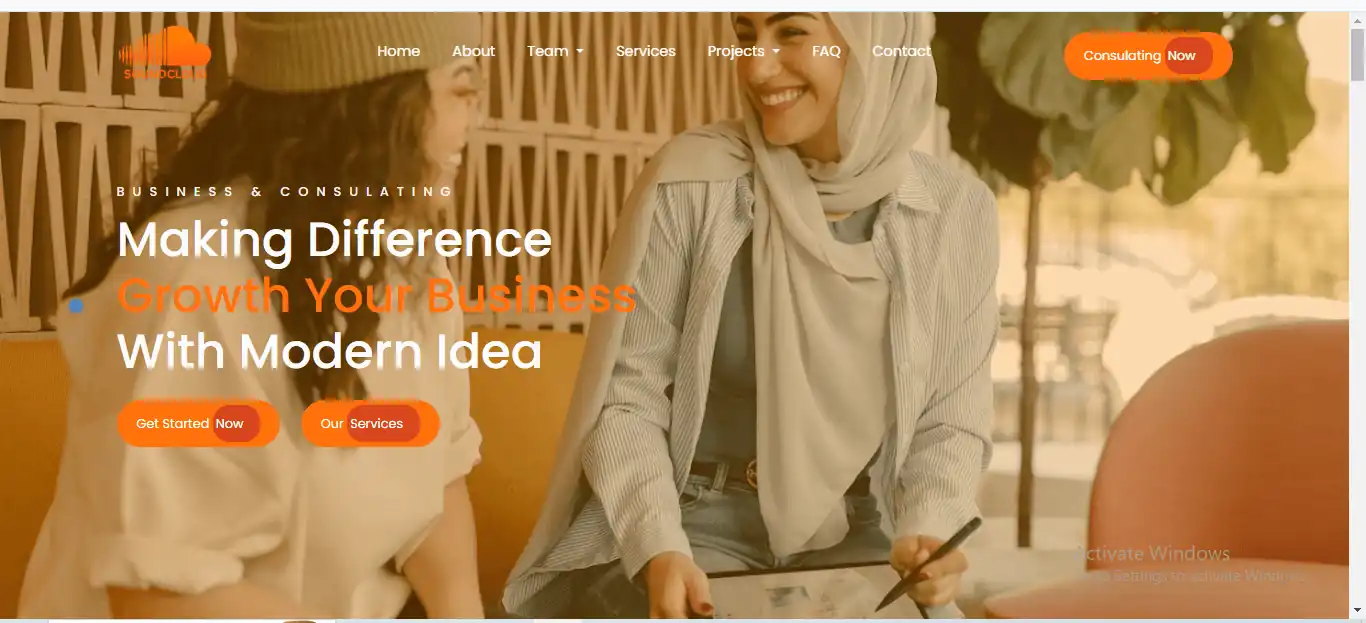 SOUNDCLOUD
Home About Team Services Projects FAQ Contact Consulating Now
BUSINESS & CONSULATING
Making Difference
Growth Your Business
With Modern Idea
Get Started Now Our Services
Activate Windows
Go to Settings to activate Windows.